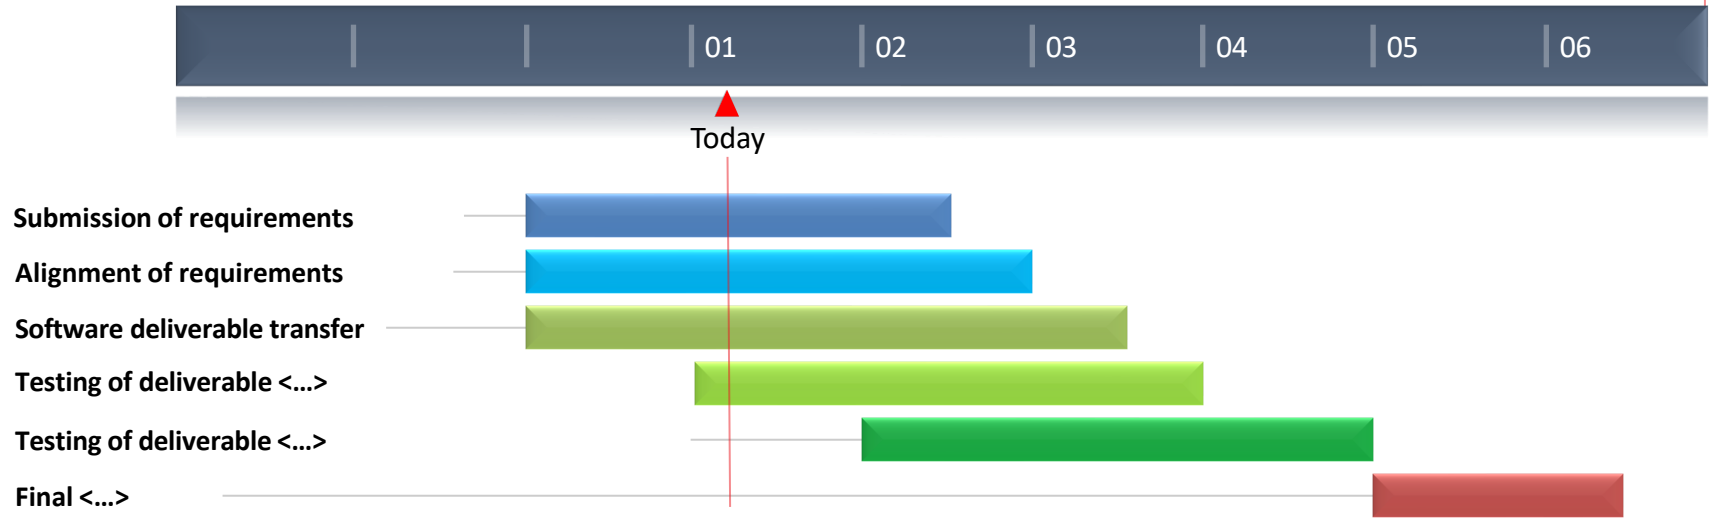 01 02 03 04 05 06
Today
Submission of requirements
Alignment of requirements
Software deliverable transfer
Testing of deliverable <...>
Testing of deliverable <...>
Final <...>